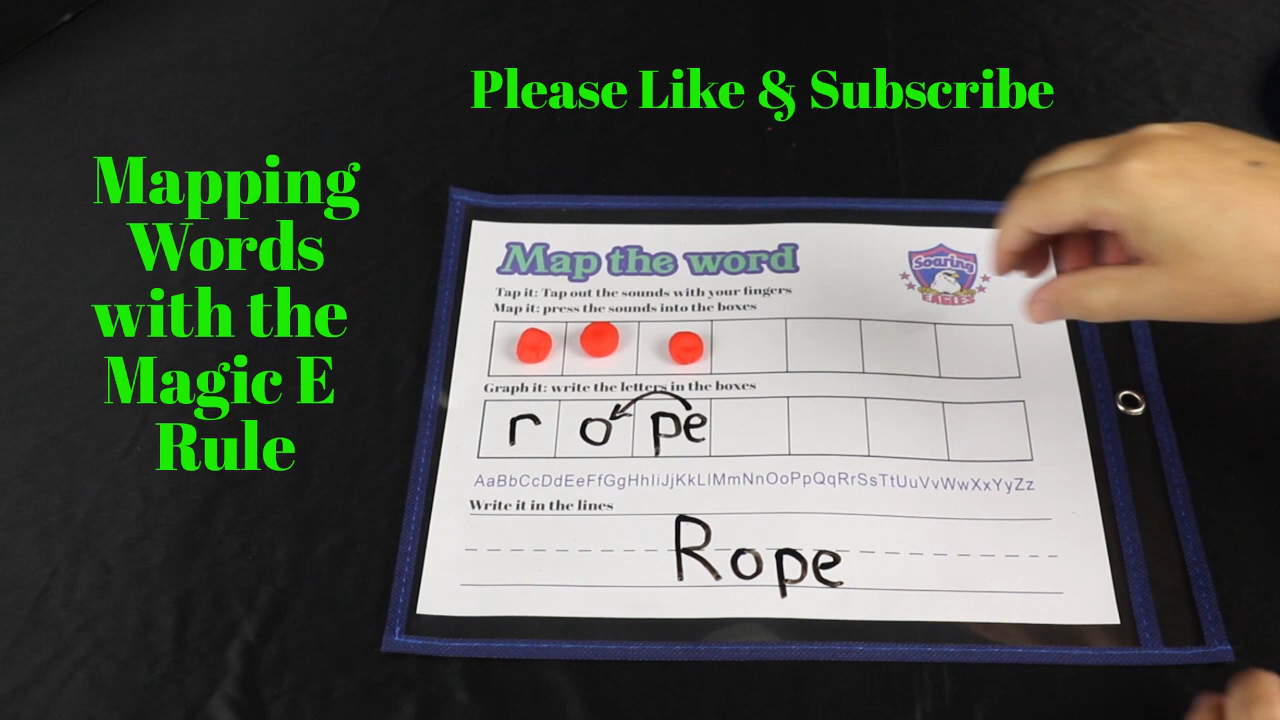 Please Like & Subscribe
Mapping
Words
with the
Magic E
Rule
Map the word
Soaring
EAGLES
Tap it: Tap out the sounds with your fingers
Map it: press the sounds into the boxes
Graph it: write the letters in the boxes
r o pe
AaBbCcDdEeFfGgHhIiJjKkLlMmNnOoPpQqRrSsTtUuVvWwXxYyZz
Write it in the lines
Rope